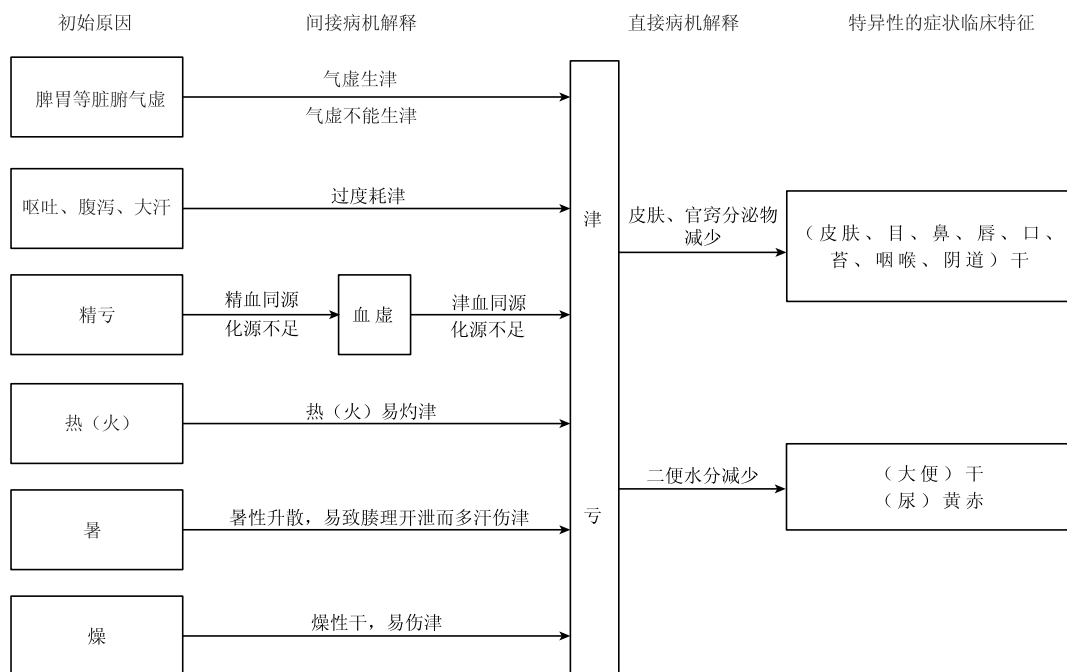 初始原因
间接病机解释
直接病机解释
特异性的症状临床特征
脾胃等脏腑气虚
气虚生津
气虚不能生津
呕吐、腹泻、大汗
过度耗津
精亏
精血同源
化源不足
血虚
津血同源
化源不足
热（火）
热（火）易灼津
暑
暑性升散，易致腠理开泄而多汗伤津
燥
燥性干，易伤津
津
亏
皮肤、官窍分泌物
减少
（皮肤、目、鼻、唇、口、
苔、咽喉、阴道）干
二便水分减少
（大便）干
（尿）黄赤